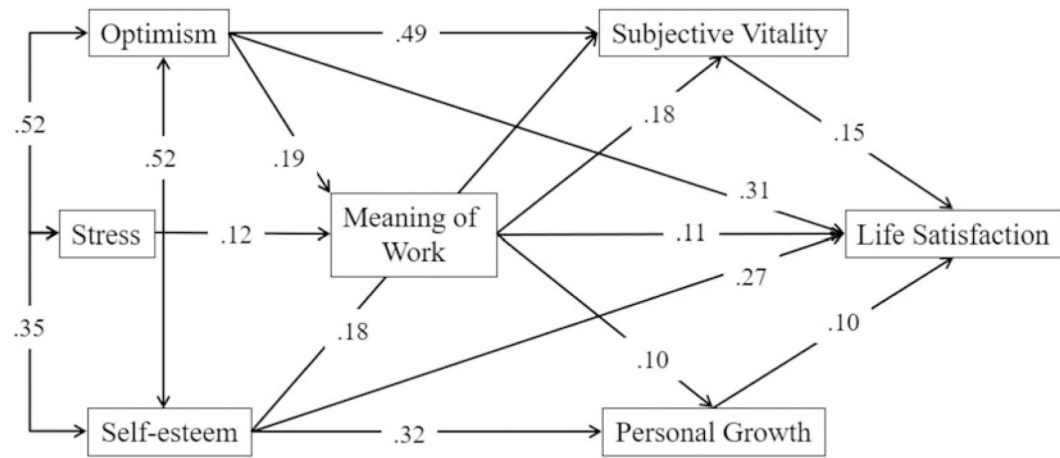 Optimism
.49
Subjective Vitality
.52
.52
.19
.18
.15
.31
Stress
.12
Meaning of
Work
.11
Life Satisfaction
.27
.35
.18
.10
.10
Self-esteem
.32
Personal Growth